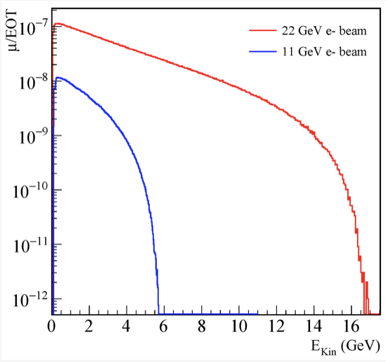 μ/EOT
22 GeV e- beam
11 GeV e- beam
10⁻⁷
10⁻⁸
10⁻⁹
10⁻¹⁰
10⁻¹¹
10⁻¹²
0 2 4 6 8 10 12 14 16
E_Kin (GeV)